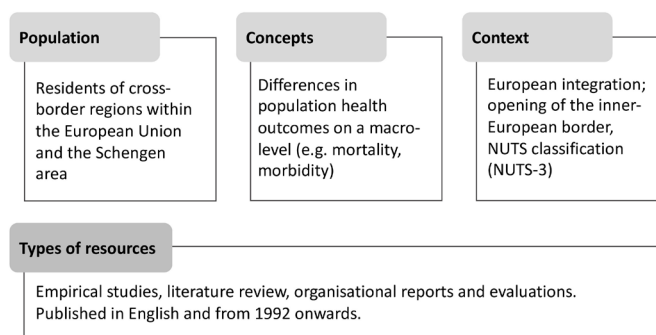 Population
Residents of cross-
border regions within
the European Union
and the Schengen
area
Concepts
Differences in
population health
outcomes on a macro-
level (e.g. mortality,
morbidity)
Context
European integration;
opening of the inner-
European border,
NUTS classification
(NUTS-3)
Types of resources
Empirical studies, literature review, organisational reports and evaluations.
Published in English and from 1992 onwards.